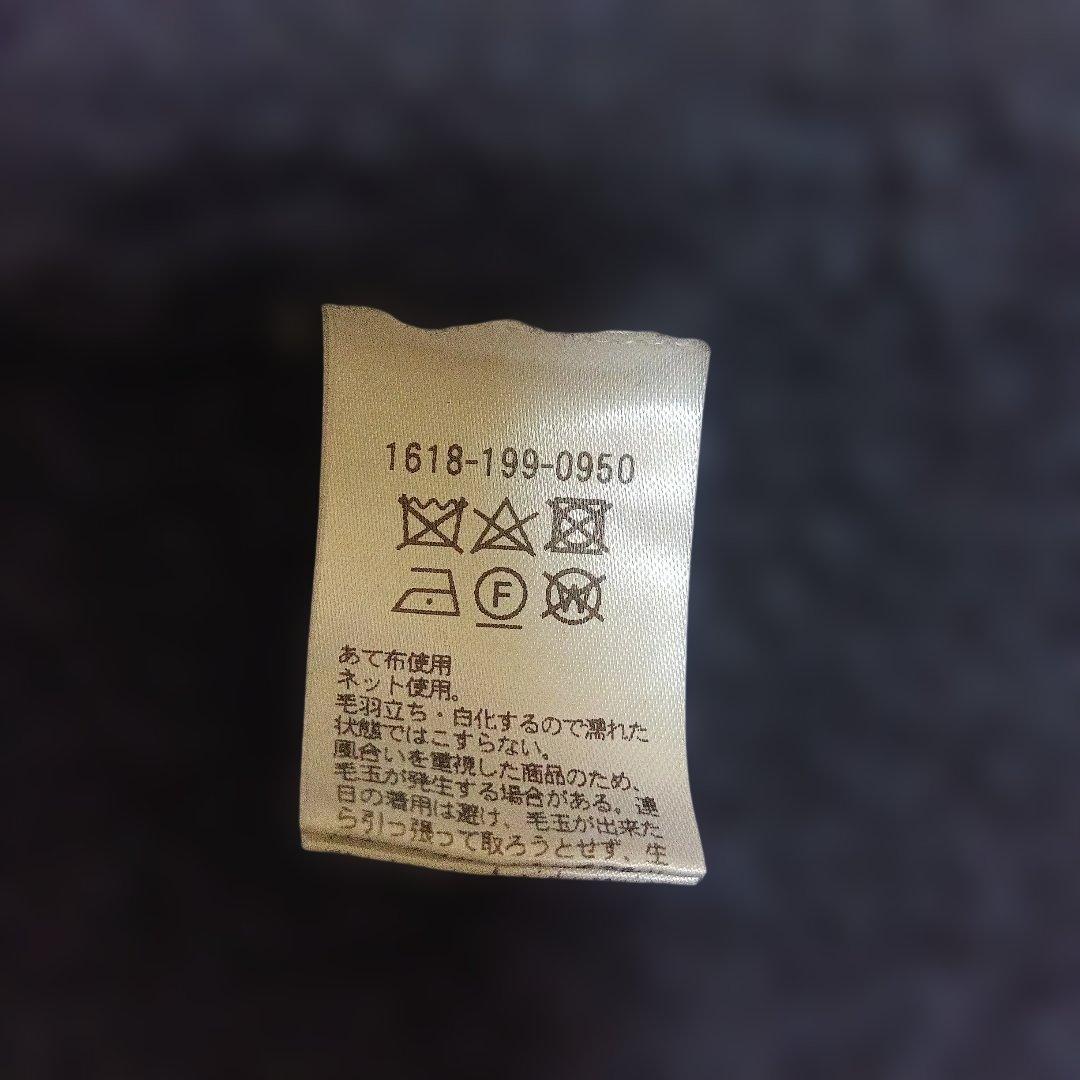 1618-199-0950
F
W
あて布使用
ネット使用。
毛羽立ち・白化するので濡れた
状態ではこすらない。
風合いを重視した商品のため、
毛玉が発生する場合がある。連
日の着用は避け、毛玉が出来た
ら引っ張って取ろうとせず、生